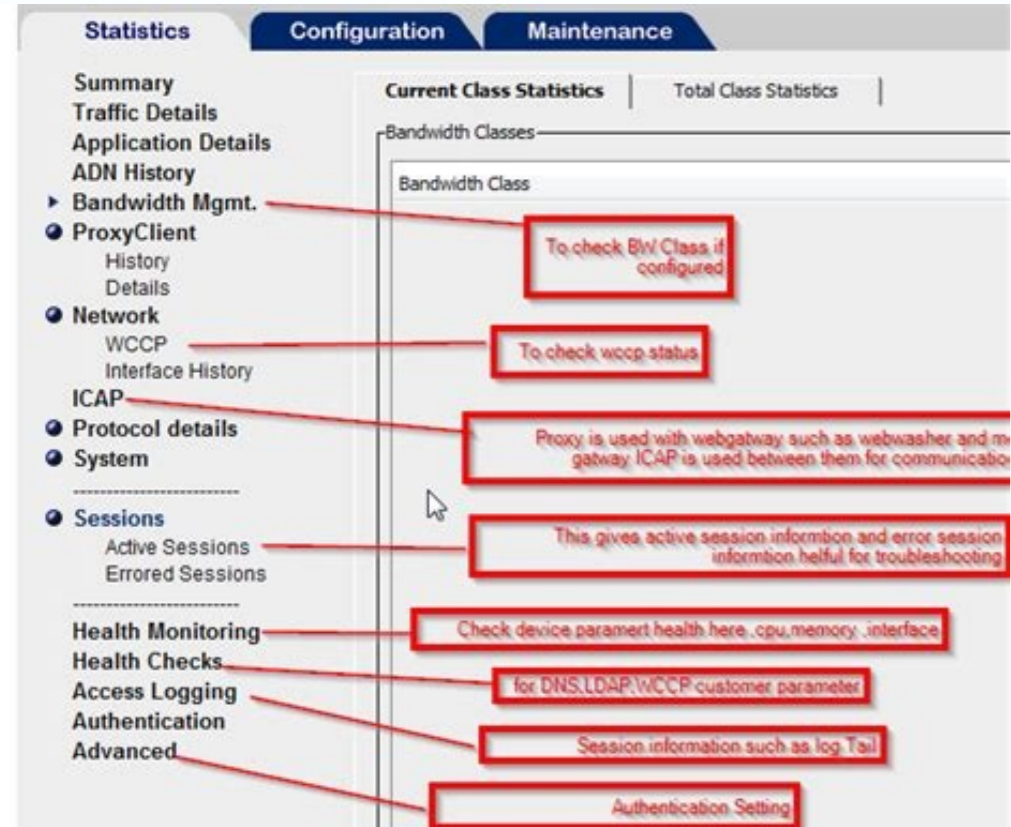 Statistics
Configuration
Maintenance
Summary
Traffic Details
Application Details
ADN History
Bandwidth Mgmt.
ProxyClient
History
Details
Network
WCCP
Interface History
ICAP
Protocol details
System
-------------------------
Sessions
Active Sessions
Errored Sessions
-------------------------
Health Monitoring
Health Checks
Access Logging
Authentication
Advanced
Current Class Statistics
Total Class Statistics
Bandwidth Classes
Bandwidth Class
To check BW Class if
configured
To check wccp status
Proxy is used with webgatway such as webwasher and
gatway ICAP is used between them for
This gives active session informtion and error session
informtion helful for troubleshooting
Check device paramert health here .cpu,memory .interface
for DNS,LDAP,WCCP customer parameter
Session information such as log Tail
Authentication Setting